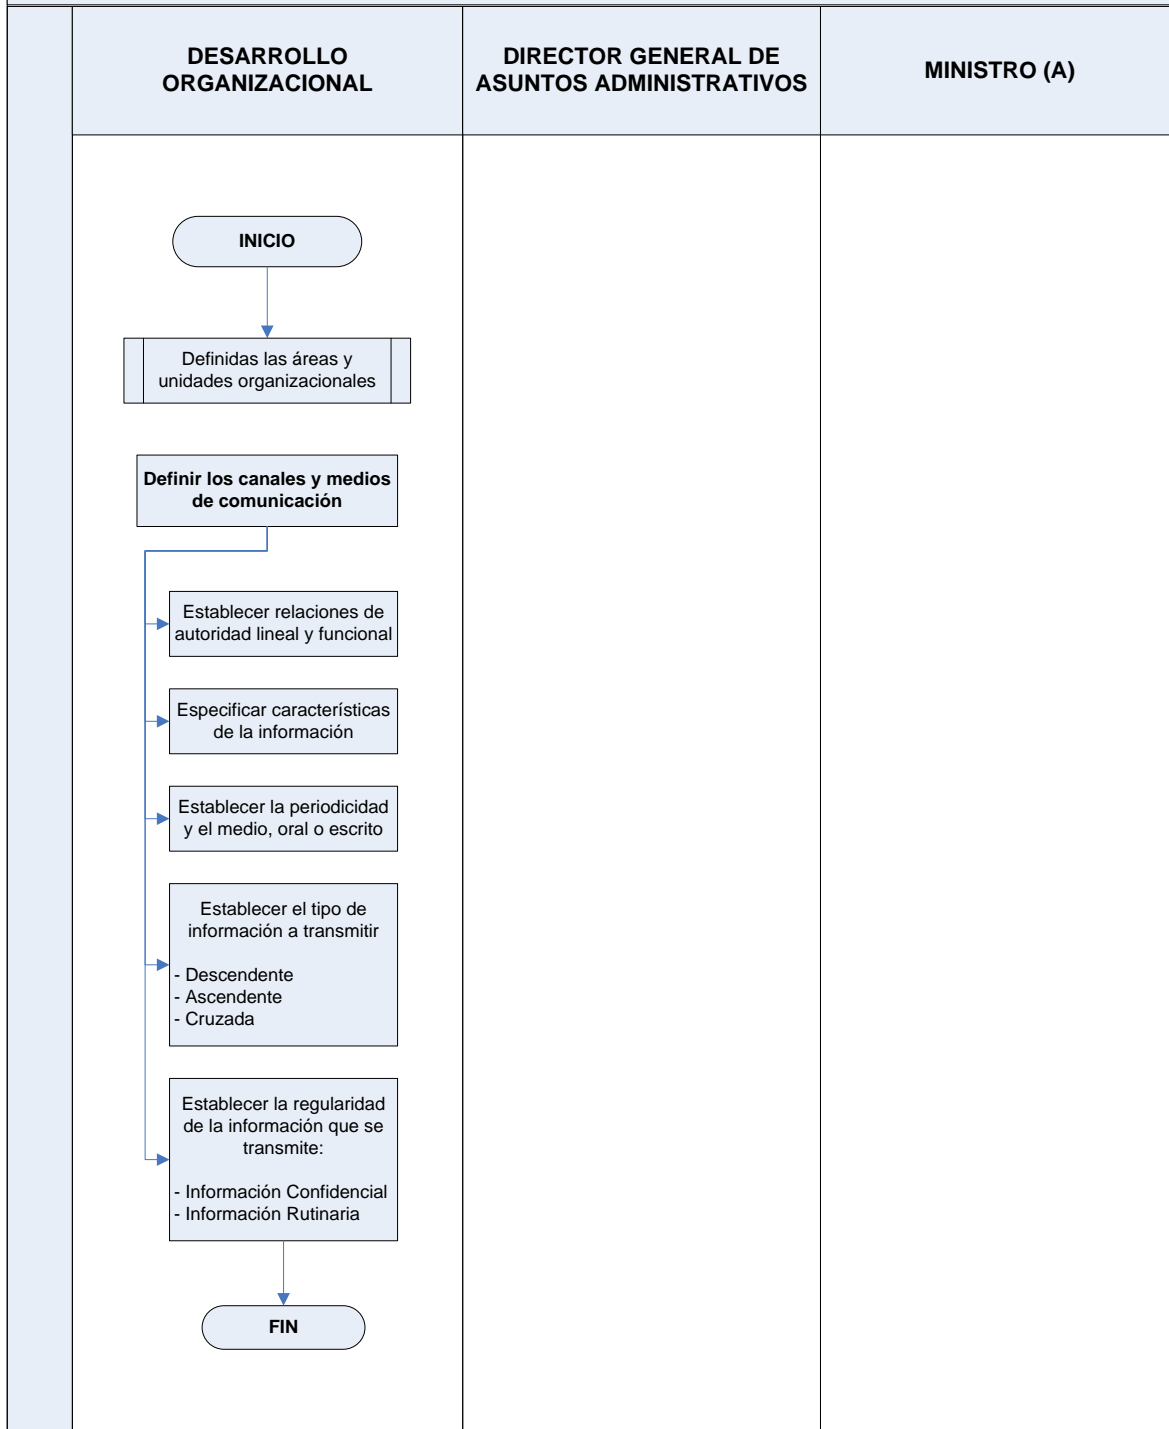 DESARROLLO
ORGANIZACIONAL
DIRECTOR GENERAL DE
ASUNTOS ADMINISTRATIVOS
MINISTRO (A)
INICIO
Definidas las áreas y
unidades organizacionales
Definir los canales y medios
de comunicación
Establecer relaciones de
autoridad lineal y funcional
Especificar características
de la información
Establecer la periodicidad
y el medio, oral o escrito
Establecer el tipo de
información a transmitir
- Descendente
- Ascendente
- Cruzada
Establecer la regularidad
de la información que se
transmite:
- Información Confidencial
- Información Rutinaria
FIN